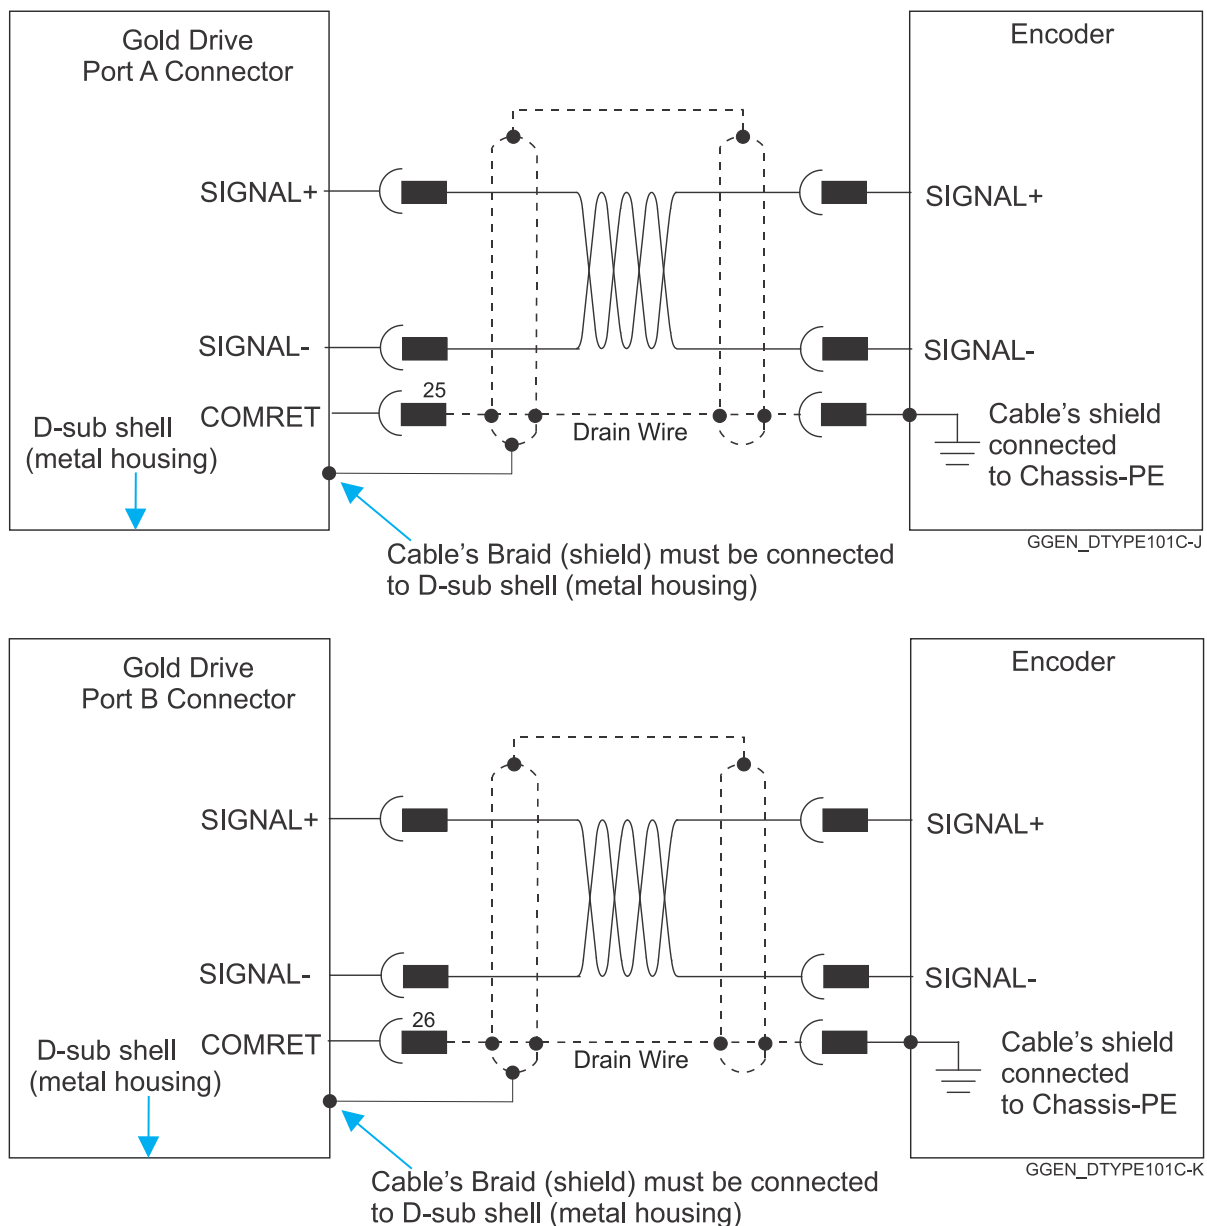 Gold Drive
Port A Connector
Encoder
SIGNAL+
SIGNAL+
SIGNAL-
SIGNAL-
25
COMRET
Drain Wire
D-sub shell
(metal housing)
Cable's shield
connected
to Chassis-PE
GGEN_DTYPE101C-J
Cable's Braid (shield) must be connected
to D-sub shell (metal housing)
Gold Drive
Port B Connector
Encoder
SIGNAL+
SIGNAL+
SIGNAL-
SIGNAL-
26
COMRET
Drain Wire
D-sub shell
(metal housing)
Cable's shield
connected
to Chassis-PE
GGEN_DTYPE101C-K
Cable's Braid (shield) must be connected
to D-sub shell (metal housing)